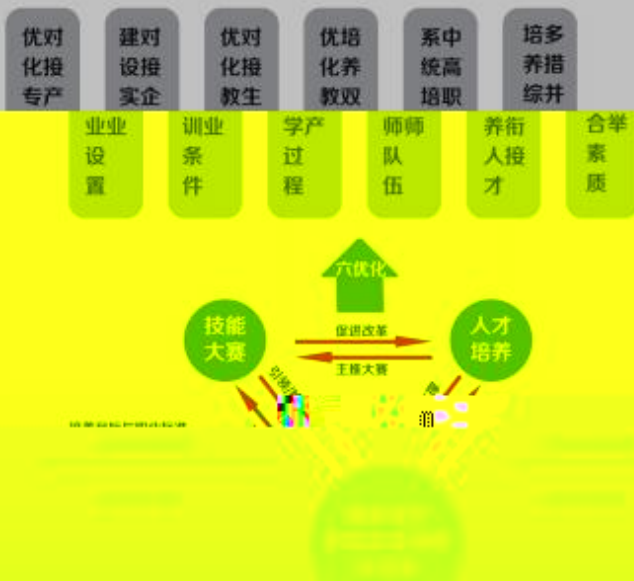 对接产业
优化专业设置
对接企业
建设实训条件
对接生产
优化教学过程
培养双师
优化教师队伍
中高职衔接
系统培养人才
多措并举
培养综合素质
六优化
技能
大赛
促进改革
主推大赛
人才
培养